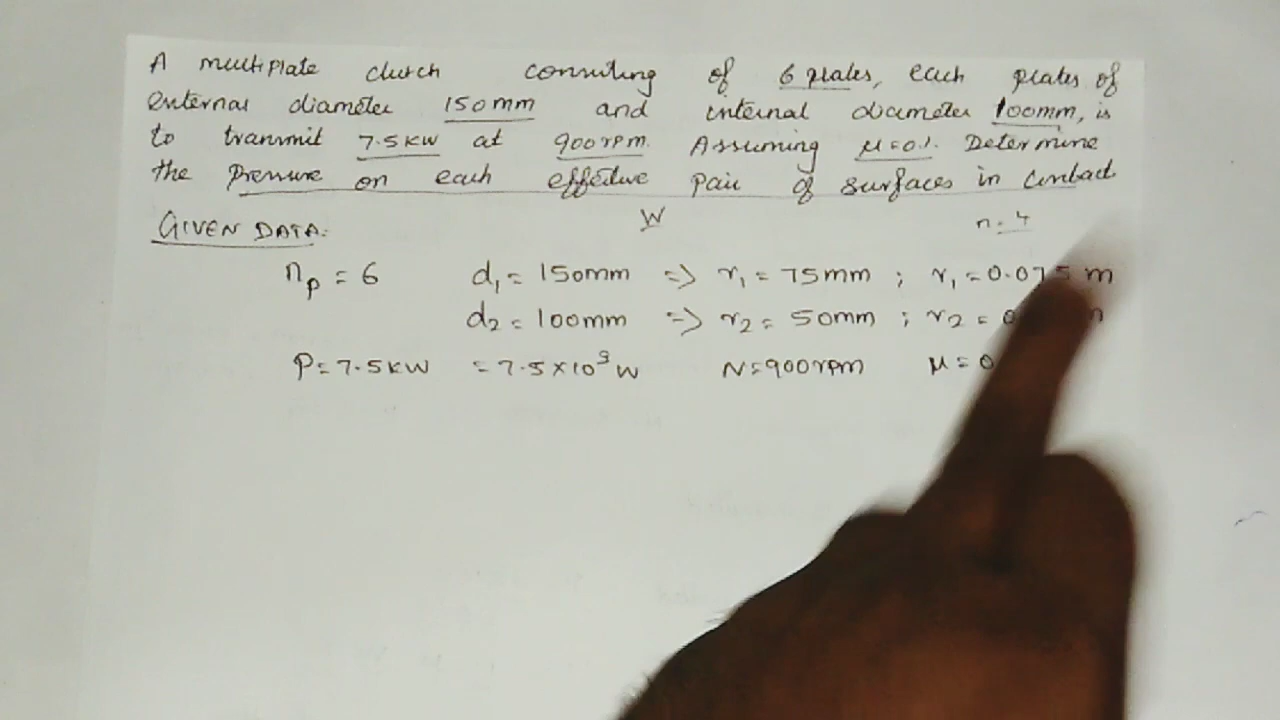 A multiplate clutch consisting of 6 plates, each plates of
external diameter 150mm and internal diameter 100mm, is
to transmit 7.5KW at 900rpm. Assuming μ=0.1. Determine
the Pressure on each effective pair of surfaces in contact
W n=4
GIVEN DATA:
np = 6 d1 = 150mm => r1 = 75mm ; r1 = 0.075 m
d2 = 100mm => r2 = 50mm ; r2 = 0 m
P = 7.5KW = 7.5×10³ W N=900rpm μ = 0